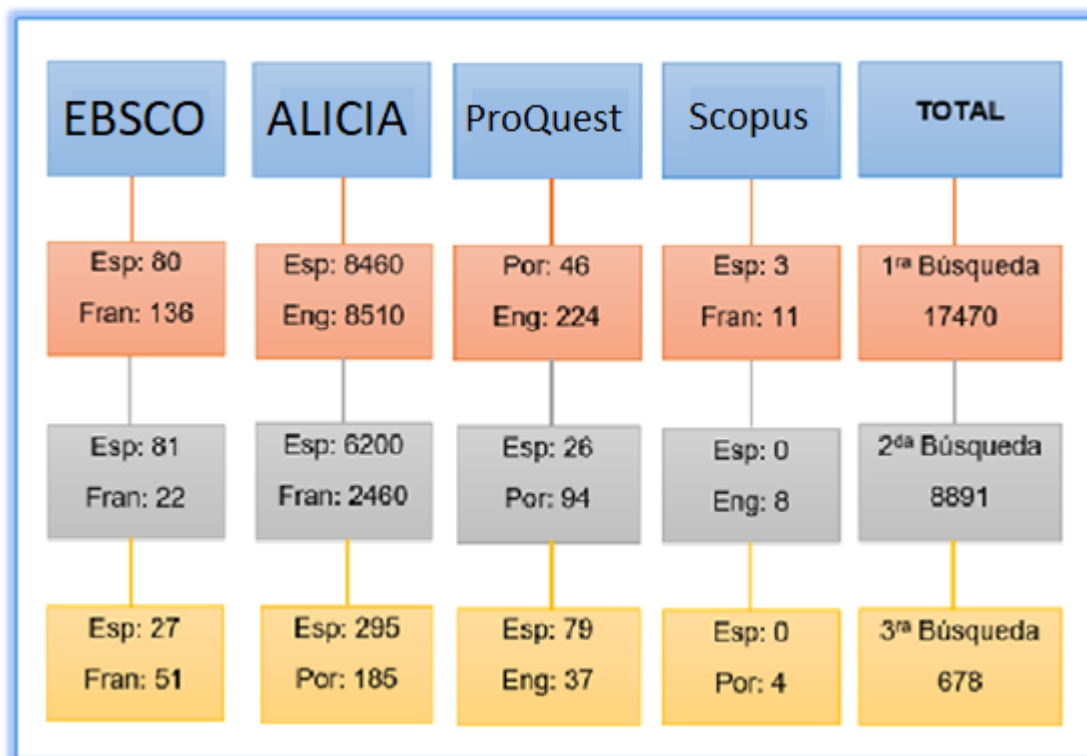 EBSCO
ALICIA
ProQuest
Scopus
TOTAL
Esp: 80
Fran: 136
Esp: 8460
Eng: 8510
Por: 46
Eng: 224
Esp: 3
Fran: 11
1ra Búsqueda
17470
Esp: 81
Fran: 22
Esp: 6200
Fran: 2460
Esp: 26
Por: 94
Esp: 0
Eng: 8
2da Búsqueda
8891
Esp: 27
Fran: 51
Esp: 295
Por: 185
Esp: 79
Eng: 37
Esp: 0
Por: 4
3ra Búsqueda
678